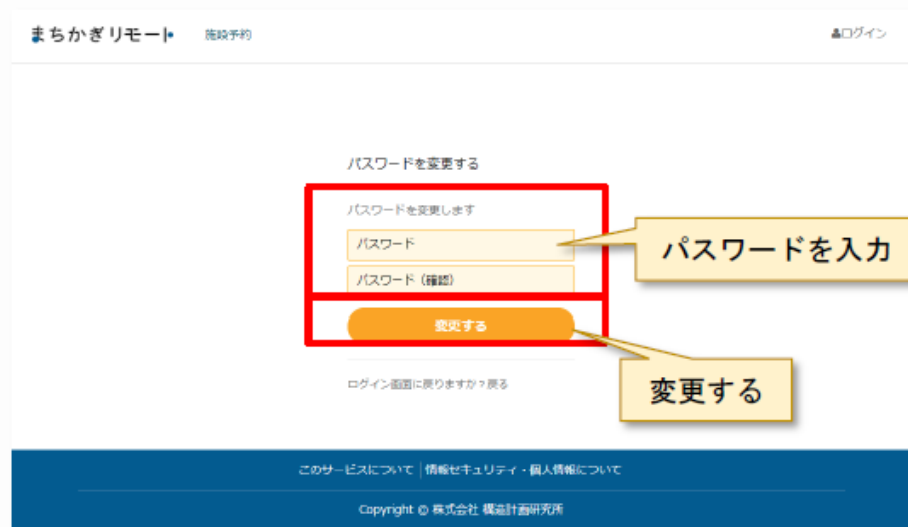 まちかぎリモート 施設予約 ログイン
パスワードを変更する
パスワードを変更します
パスワード
パスワードを入力
パスワード（確認）
変更する
変更する
ログイン画面に戻りますか？戻る
このサービスについて 情報セキュリティ・個人情報について
Copyright © 株式会社 構造計画研究所